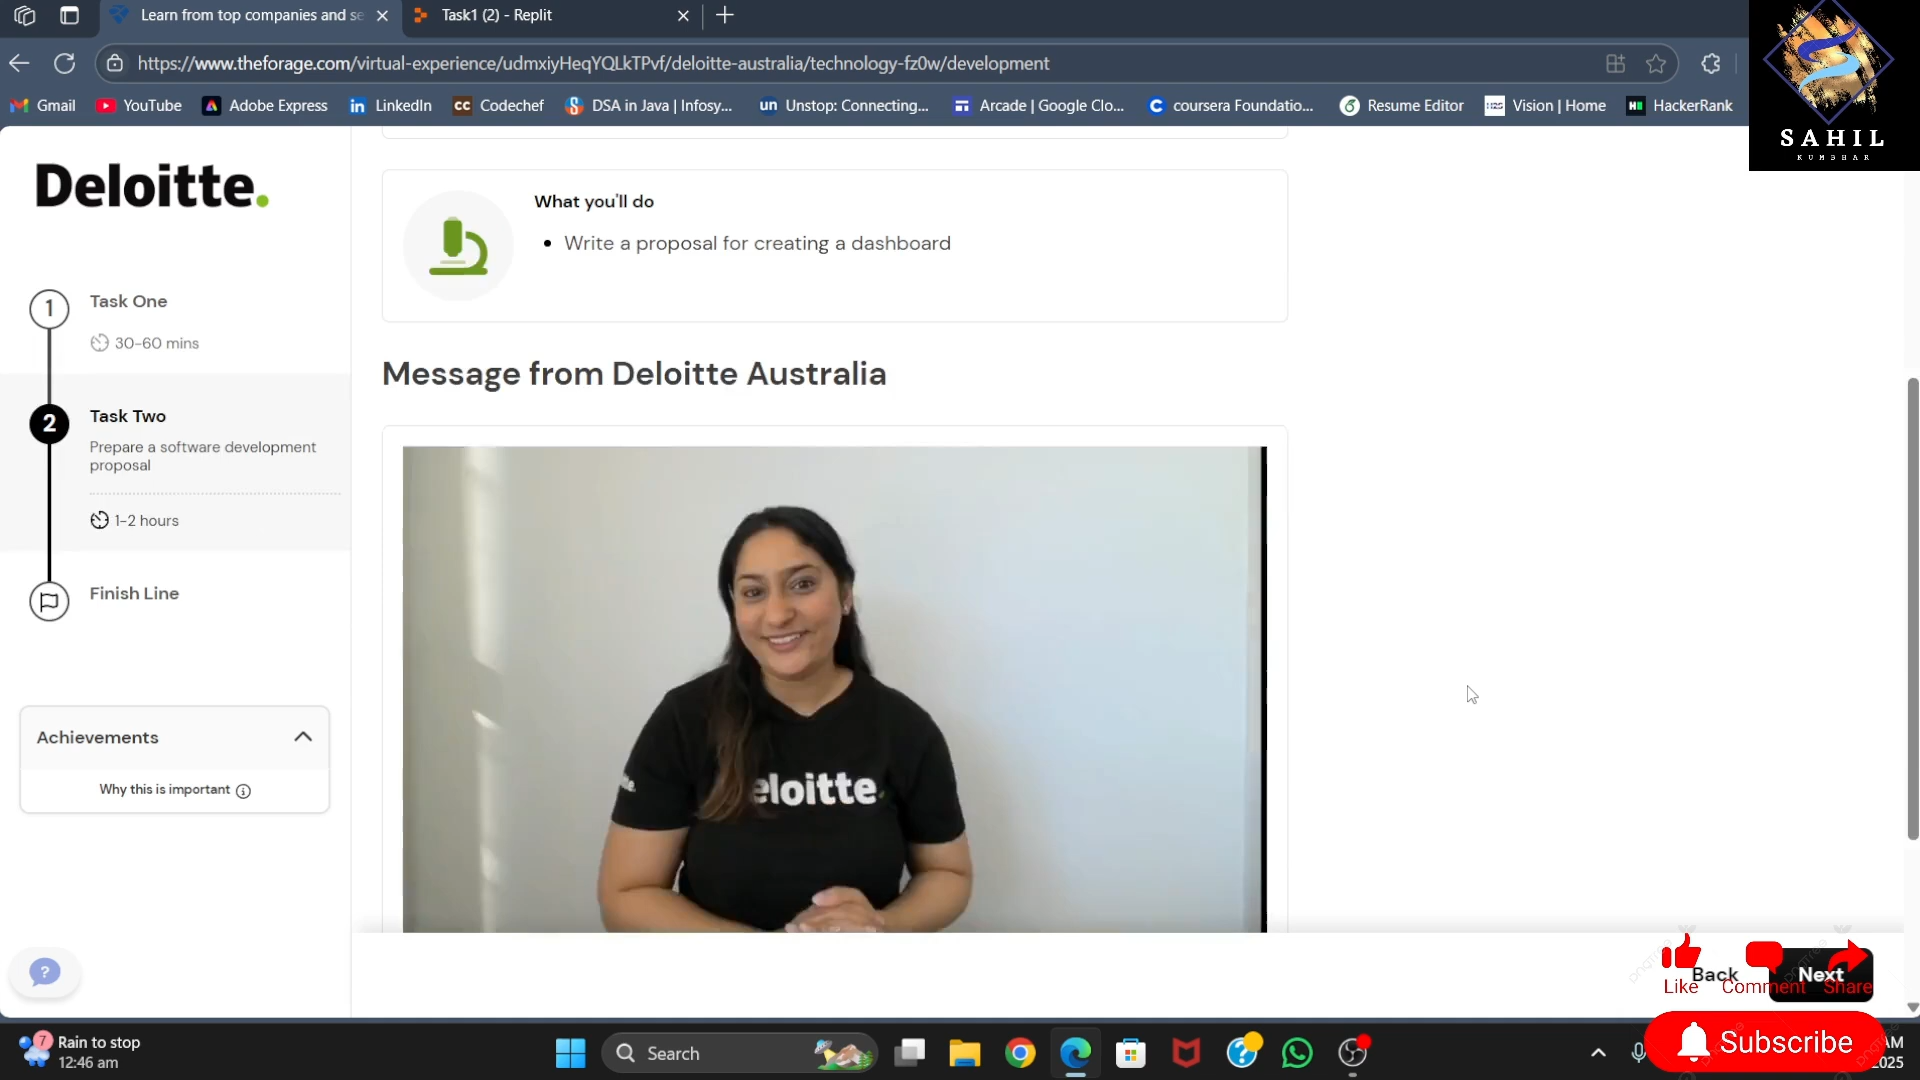 Learn from top companies and se
Task1 (2) - Replit
https://www.theforage.com/virtual-experience/udmxiyHeqYQLkTPvf/deloitte-australia/technology-fz0w/development
Gmail
YouTube
Adobe Express
LinkedIn
Codechef
DSA in Java | Infosy...
Unstop: Connecting...
Arcade | Google Clo...
coursera Foundatio...
Resume Editor
Vision | Home
HackerRank
SAHIL
KUMBHAR
Deloitte.
1
Task One
30-60 mins
2
Task Two
Prepare a software development
proposal
1-2 hours
Finish Line
Achievements
Why this is important
What you'll do
Write a proposal for creating a dashboard
Message from Deloitte Australia
eloitte.
Back
Next
Like
Comment
Share
Subscribe
7
Rain to stop
12:46 am
Search
AM
2025